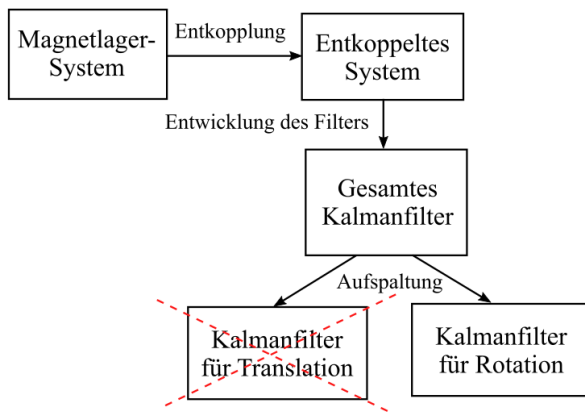 Magnetlager-
System
Entkopplung
Entkoppeltes
System
Entwicklung des Filters
Gesamtes
Kalmanfilter
Aufspaltung
Kalmanfilter
für Translation
Kalmanfilter
für Rotation